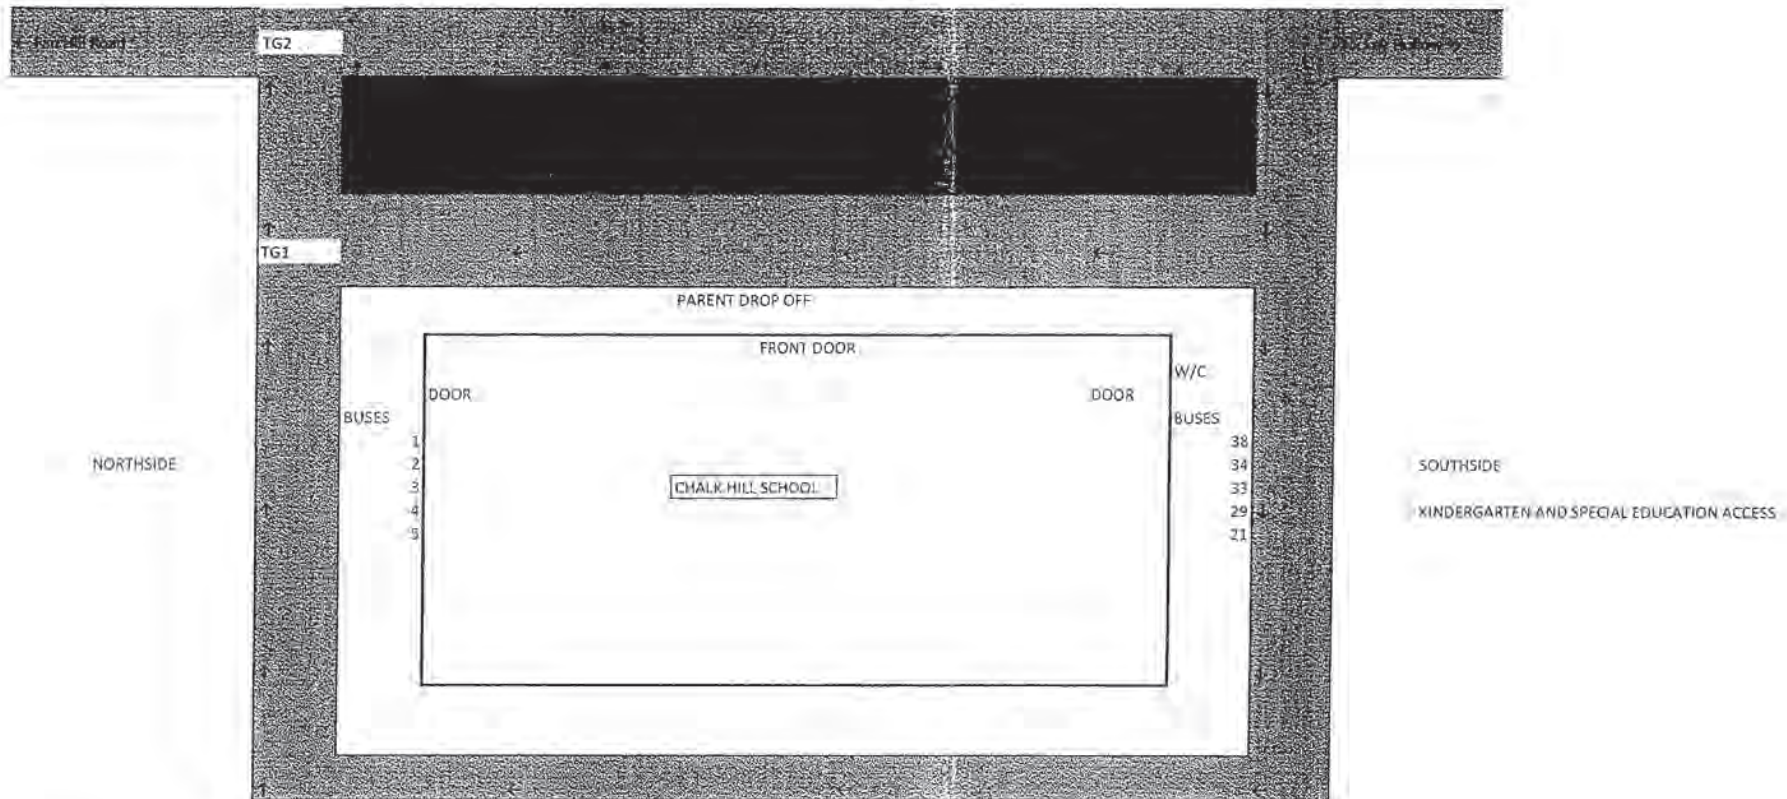 TG2
TG1
PARENT DROP OFF
FRONT DOOR
W/C
DOOR
DOOR
BUSES
BUSES
1
38
2
34
3
33
4
29
5
21
NORTHSIDE
CHALK HILL SCHOOL
SOUTHSIDE
KINDERGARTEN AND SPECIAL EDUCATION ACCESS